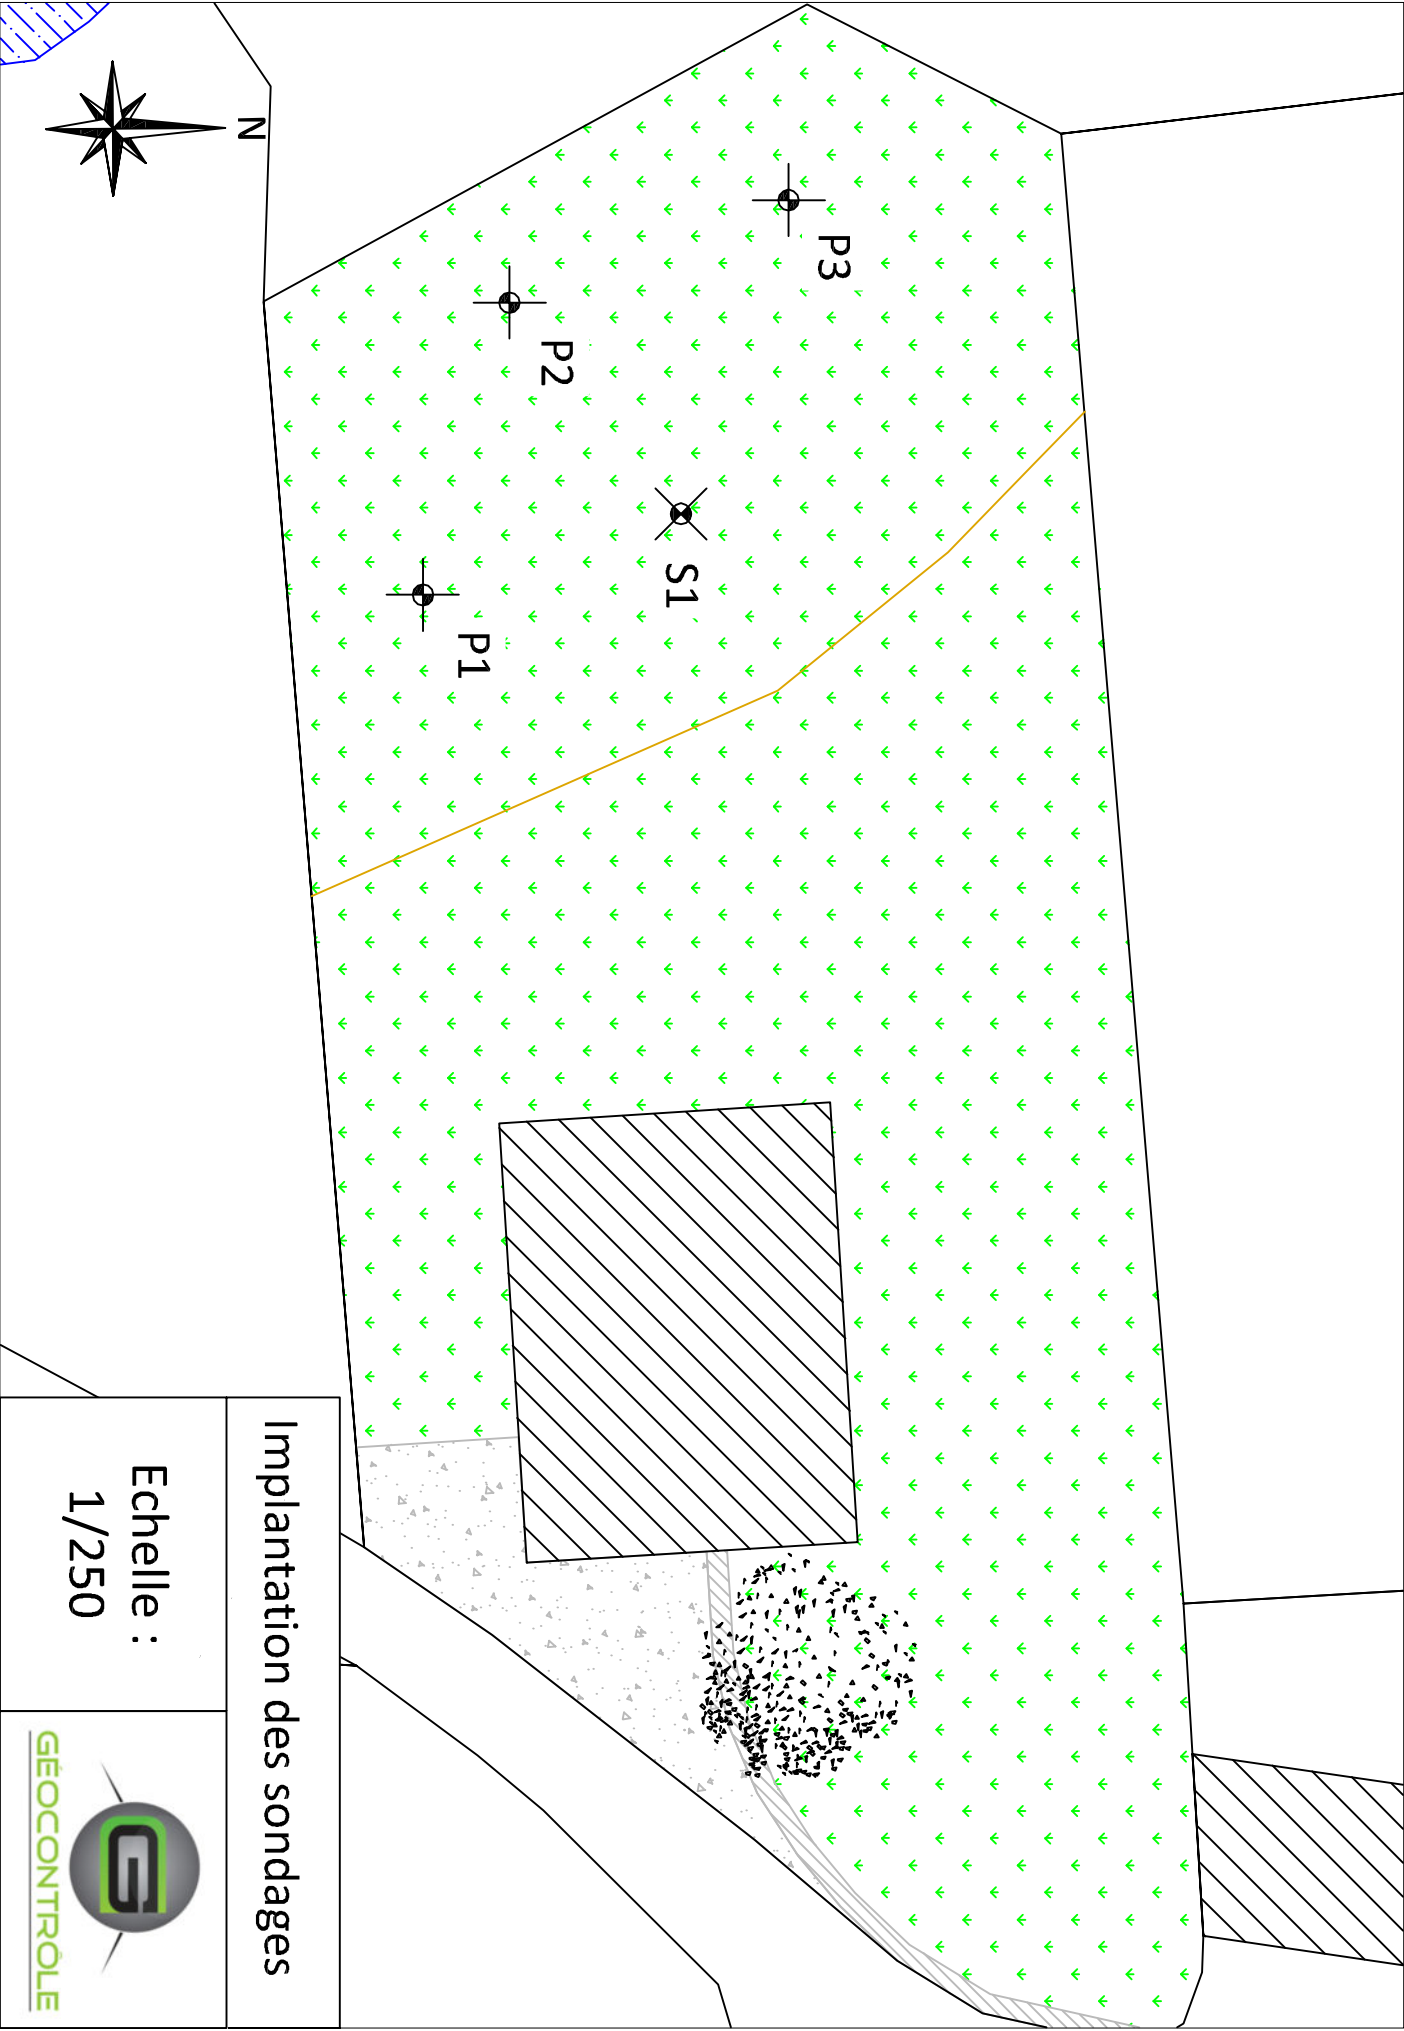 N
P3
P2
S1
P1
Implantation des sondages
Echelle :
1/250
G
GÉOCONTRÔLE